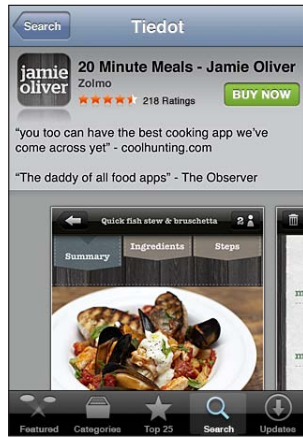 Search
Tiedot
jamie
oliver
20 Minute Meals - Jamie Oliver
Zolmo
218 Ratings
BUY NOW
“you too can have the best cooking app we’ve
come across yet” - coolhunting.com
“The daddy of all food apps” - The Observer
Quick fish stew & bruschetta
2
Summary
Ingredients
Steps
Featured
Categories
Top 25
Search
Updates